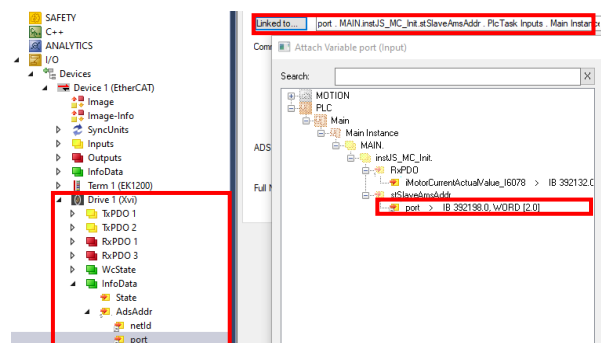 SAFETY
C++
ANALYTICS
I/O
Devices
Device 1 (EtherCAT)
Image
Image-Info
SyncUnits
Inputs
Outputs
InfoData
Term 1 (EK1200)
Drive 1 (Xvi)
TxPDO 1
TxPDO 2
RxPDO 1
RxPDO 3
WcState
InfoData
State
AdsAddr
netId
port
Linked to... port . MAIN.instJS_MC_Init.stSlaveAmsAddr . PlcTask Inputs . Main Instance
Com
ADS
Full N
Attach Variable port (Input)
Search: X
MOTION
PLC
Main
Main Instance
MAIN.
instJS_MC_Init.
RxPDO
iMotorCurrentActualValue_I6078 > IB 392132.0
stSlaveAmsAddr
port > IB 392198.0, WORD [2.0]